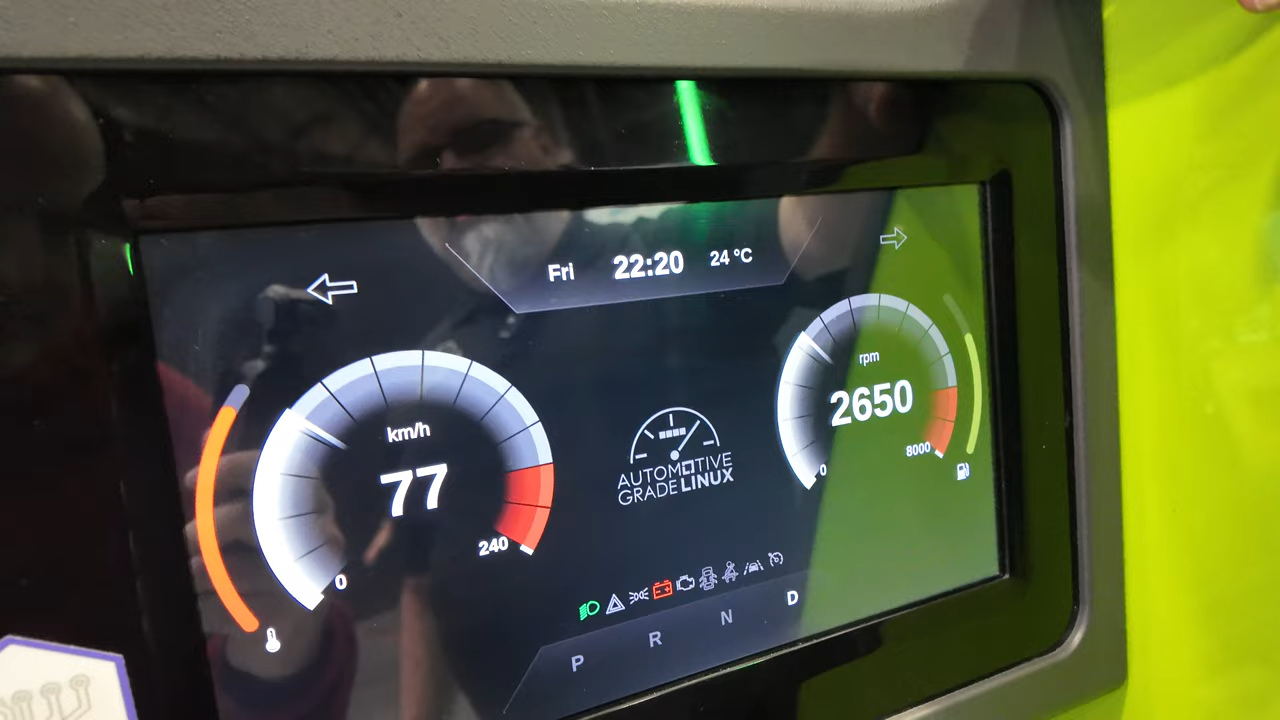 Fri 22:20 24 °C
km/h
77
0
240
AUTOMOTIVE
GRADE LINUX
rpm
2650
0
8000
P R N D